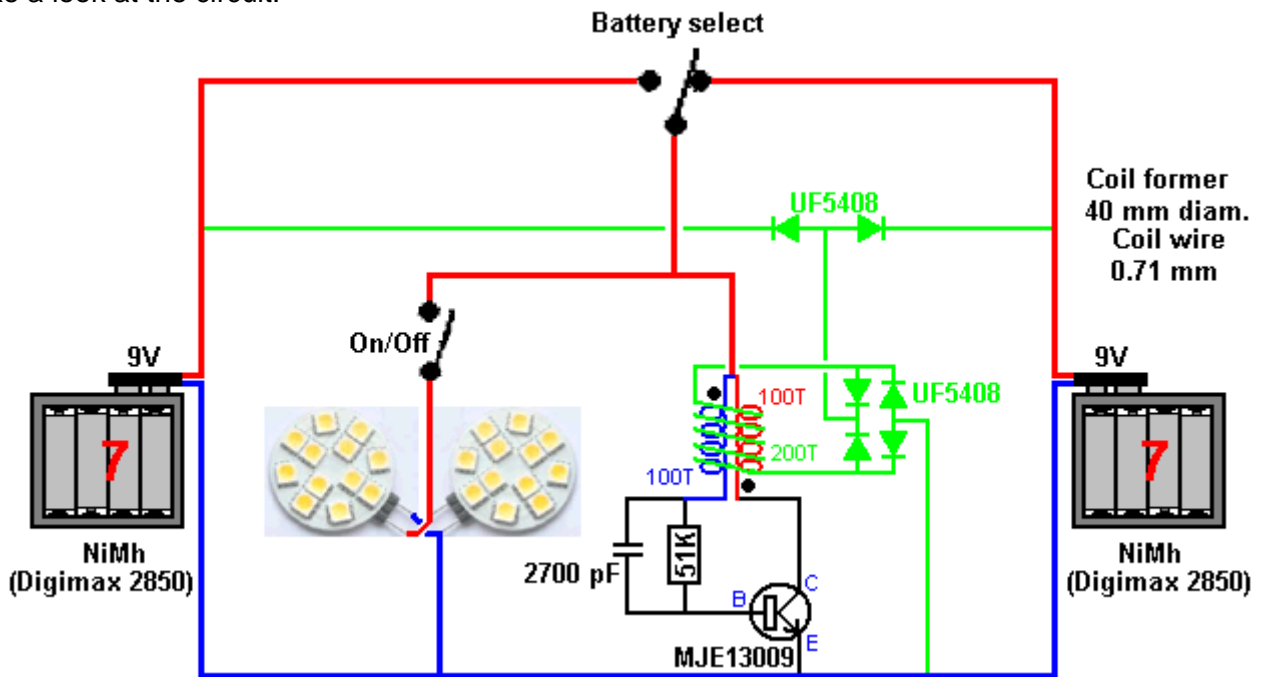 Battery select
UF5408
Coil former
40 mm diam.
Coil wire
0.71 mm
On/Off
9V
9V
100T
UF5408
200T
100T
7
7
2700 pF
51K
B
C
E
MJE13009
NiMh
(Digimax 2850)
NiMh
(Digimax 2850)